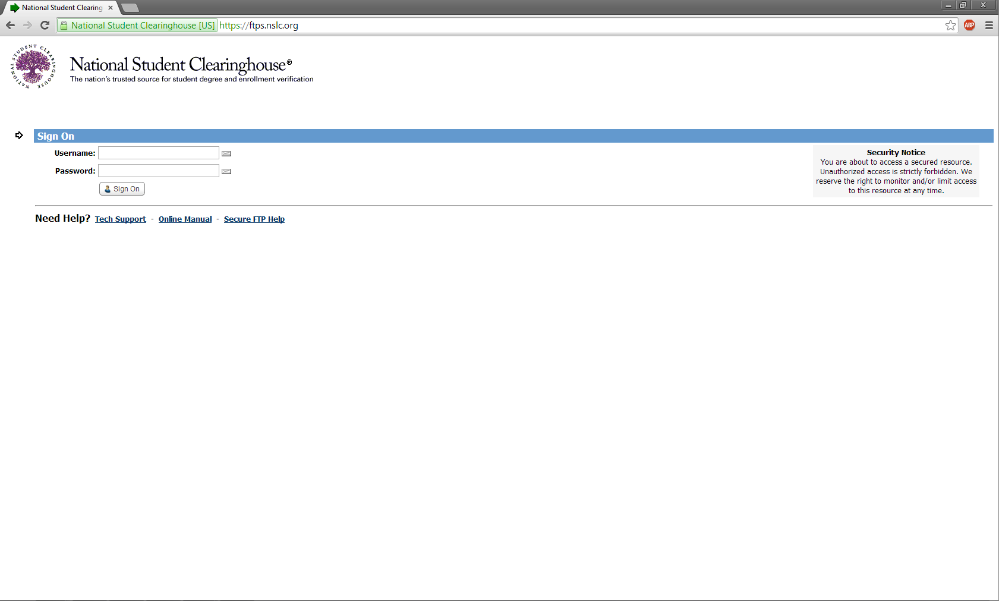 National Student Clearing
National Student Clearinghouse [US] https://ftps.nslc.org
ABP
NATIONAL STUDENT CLEARINGHOUSE
National Student Clearinghouse®
The nation's trusted source for student degree and enrollment verification
Sign On
Username:
Password:
Sign On
Security Notice
You are about to access a secured resource.
Unauthorized access is strictly forbidden. We
reserve the right to monitor and/or limit access
to this resource at any time.
Need Help? Tech Support - Online Manual - Secure FTP Help